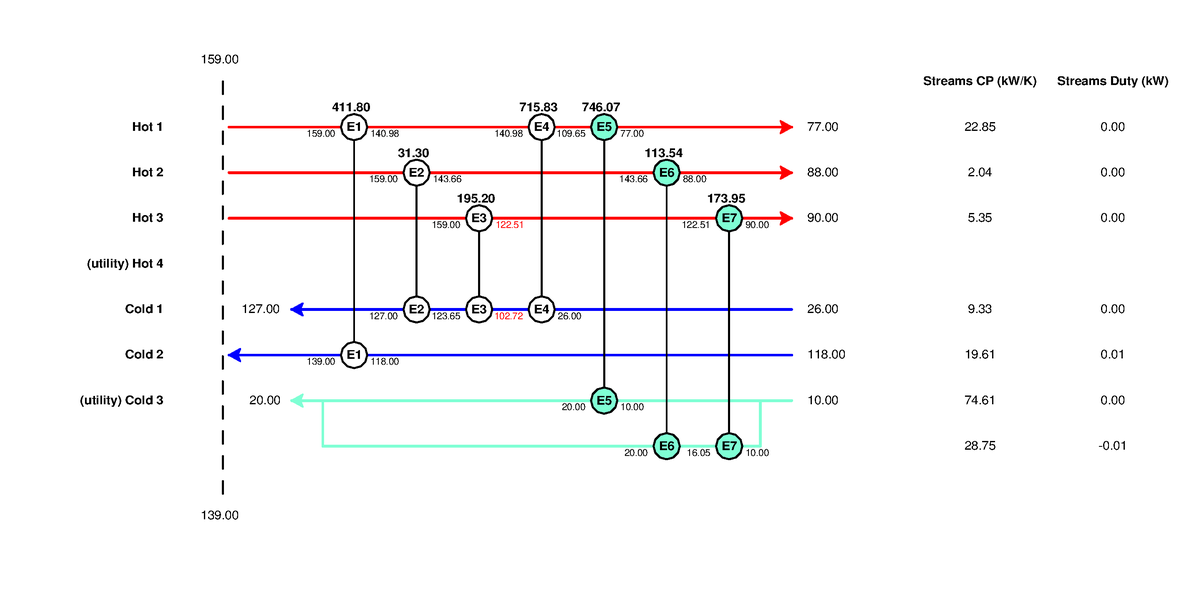 159.00
Streams CP (kW/K) Streams Duty (kW)
411.80 715.83 746.07
Hot 1 159.00 E1 140.98 140.98 E4 109.65 E5 77.00 77.00 22.85 0.00
31.30 113.54
Hot 2 159.00 E2 143.66 143.66 E6 88.00 88.00 2.04 0.00
195.20 173.95
Hot 3 159.00 E3 122.51 122.51 E7 90.00 90.00 5.35 0.00
(utility) Hot 4
Cold 1 127.00 127.00 E2 123.65 E3 102.72 E4 26.00 26.00 9.33 0.00
Cold 2 139.00 E1 118.00 118.00 19.61 0.01
(utility) Cold 3 20.00 20.00 E5 10.00 10.00 74.61 0.00
20.00 E6 16.05 E7 10.00 28.75 -0.01
139.00